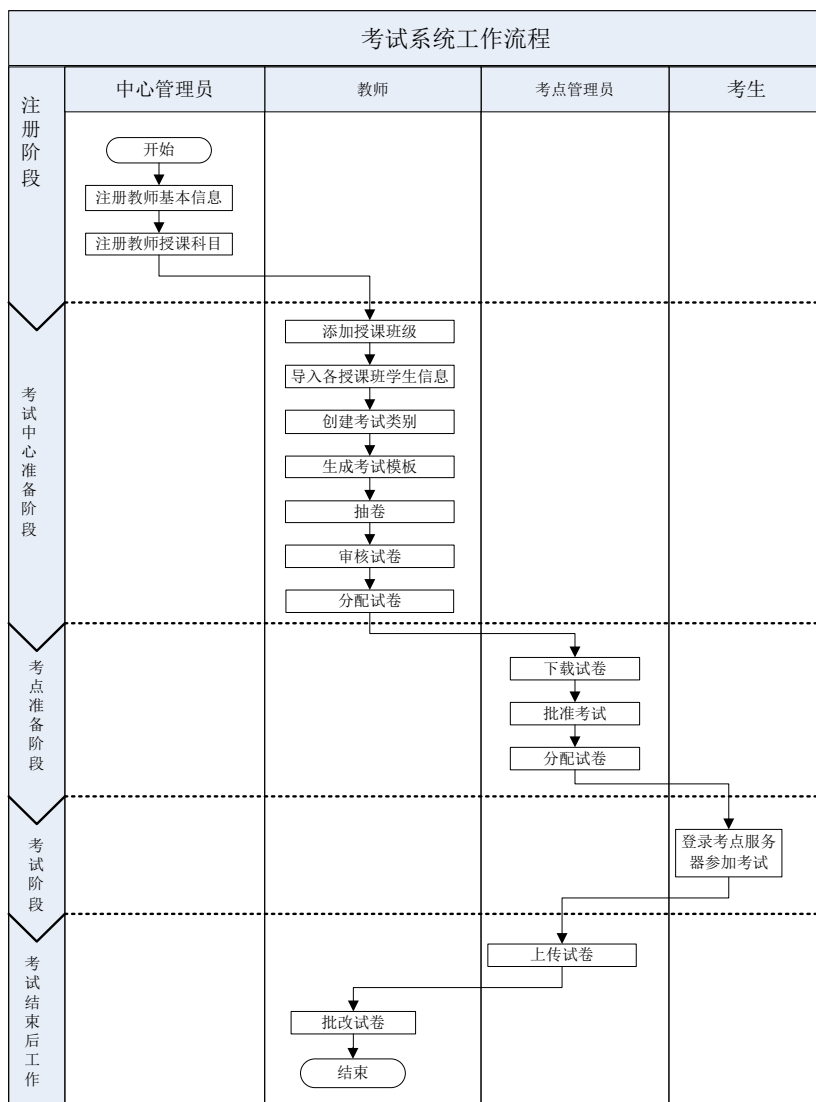 考试系统工作流程
中心管理员
教师
考点管理员
考生
注册阶段
开始
注册教师基本信息
注册教师授课科目
考试中心准备阶段
添加授课班级
导入各授课班学生信息
创建考试类别
生成考试模板
抽卷
审核试卷
分配试卷
考点准备阶段
下载试卷
批准考试
分配试卷
考试阶段
登录考点服务
器参加考试
考试结束后工作
上传试卷
批改试卷
结束